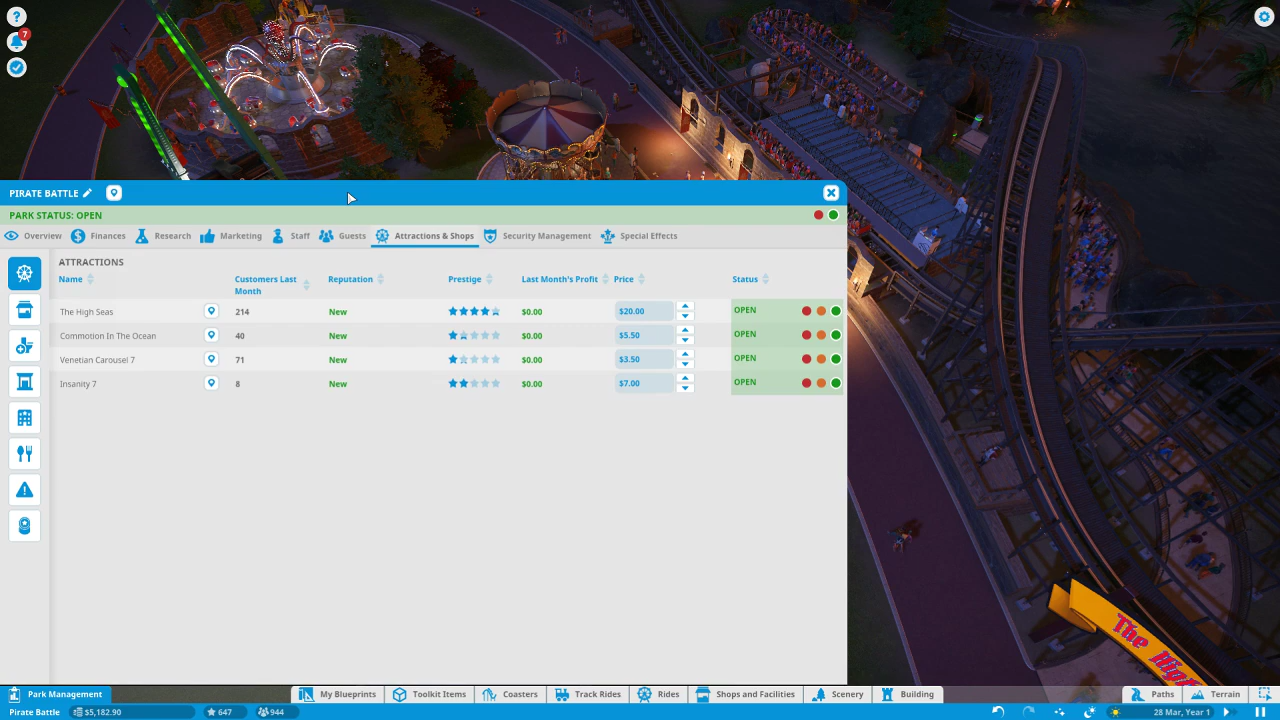 ?
7
PIRATE BATTLE
PARK STATUS: OPEN
Overview Finances Research Marketing Staff Guests Attractions & Shops Security Management Special Effects
ATTRACTIONS
Name Customers Last Month Reputation Prestige Last Month's Profit Price Status
The High Seas 214 New $0.00 $20.00 OPEN
Commotion In The Ocean 40 New $0.00 $5.50 OPEN
Venetian Carousel 7 71 New $0.00 $3.50 OPEN
Insanity 7 8 New $0.00 $7.00 OPEN
The High
Park Management My Blueprints Toolkit Items Coasters Track Rides Rides Shops and Facilities Scenery Building Paths Terrain
Pirate Battle $5,182.90 647 944 28 Mar, Year 1